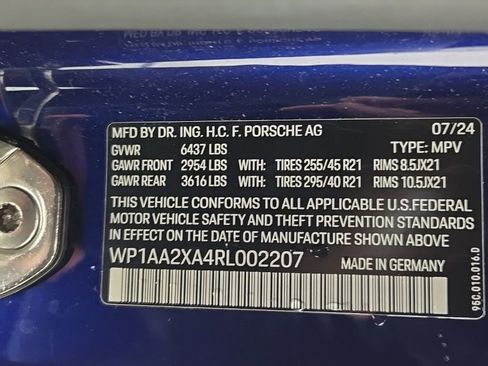 MFD BY DR. ING. H.C. F. PORSCHE AG 07/24
GVWR 6437 LBS TYPE: MPV
GAWR FRONT 2954 LBS WITH: TIRES 255/45 R21 RIMS 8.5JX21
GAWR REAR 3616 LBS WITH: TIRES 295/40 R21 RIMS 10.5JX21
THIS VEHICLE CONFORMS TO ALL APPLICABLE U.S.FEDERAL
MOTOR VEHICLE SAFETY AND THEFT PREVENTION STANDARDS
IN EFFECT ON THE DATE OF MANUFACTURE SHOWN ABOVE
WP1AA2XA4RL002207 MADE IN GERMANY
95C.010.016.D